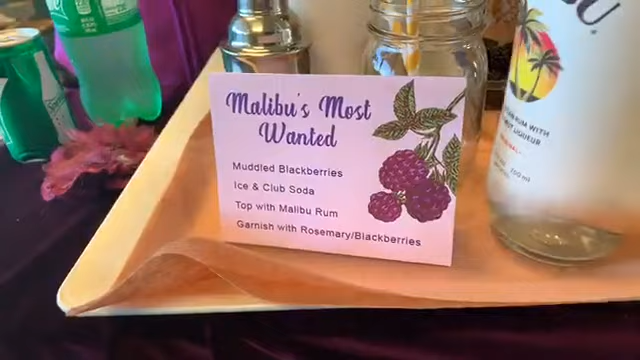 Malibu's Most
Wanted
Muddled Blackberries
Ice & Club Soda
Top with Malibu Rum
Garnish with Rosemary/Blackberries